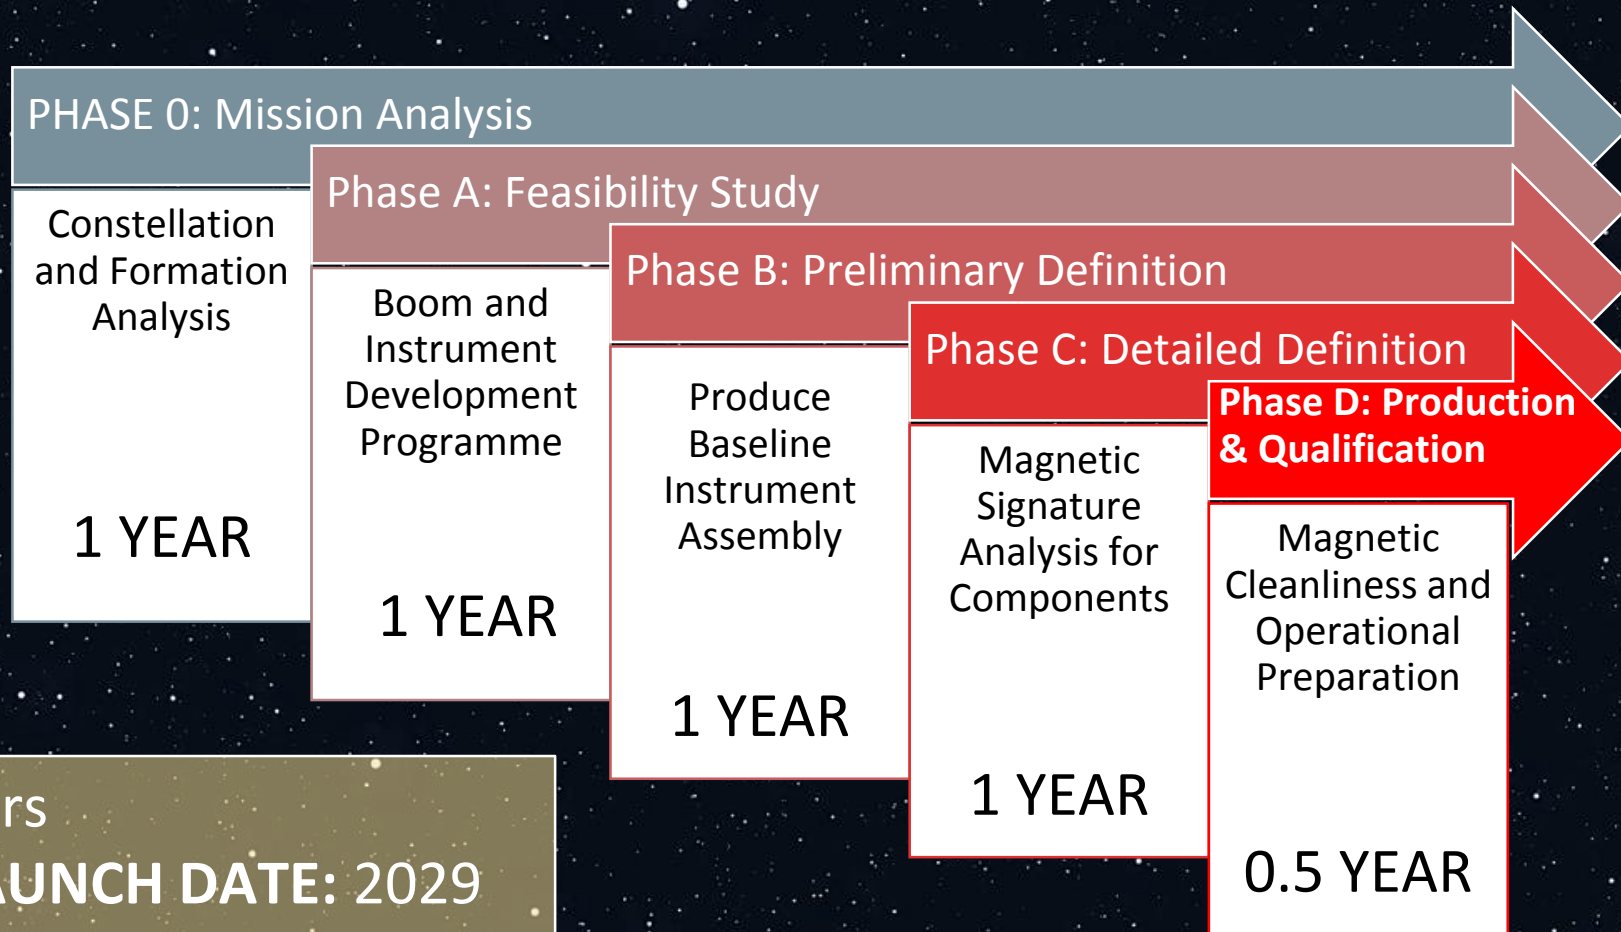 PHASE 0: Mission Analysis
Constellation
and Formation
Analysis
1 YEAR
Phase A: Feasibility Study
Boom and
Instrument
Development
Programme
1 YEAR
Phase B: Preliminary Definition
Produce
Baseline
Instrument
Assembly
1 YEAR
Phase C: Detailed Definition
Magnetic
Signature
Analysis for
Components
1 YEAR
Phase D: Production
& Qualification
Magnetic
Cleanliness and
Operational
Preparation
0.5 YEAR
rs
AUNCH DATE: 2029